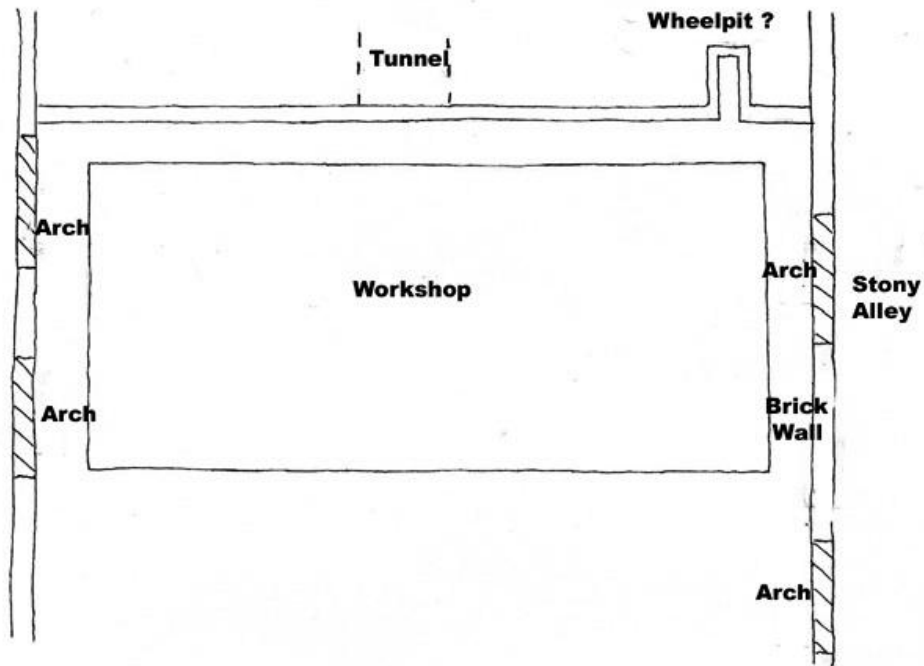 Wheelpit ?
Tunnel
Arch
Workshop
Arch
Stony
Alley
Arch
Brick
Wall
Arch